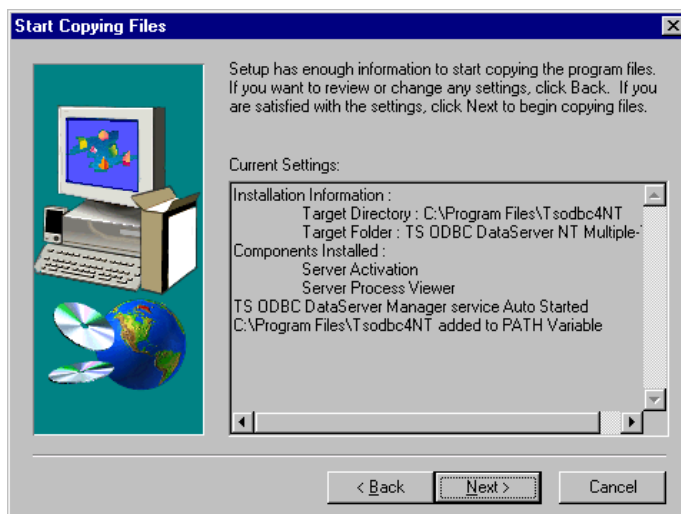 Start Copying Files
Setup has enough information to start copying the program files.
If you want to review or change any settings, click Back. If you
are satisfied with the settings, click Next to begin copying files.
Current Settings:
Installation Information :
Target Directory : C:\Program Files\Tsodbc4NT
Target Folder : TS ODBC DataServer NT Multiple-
Components Installed :
Server Activation
Server Process Viewer
TS ODBC DataServer Manager service Auto Started
C:\Program Files\Tsodbc4NT added to PATH Variable
< Back Next > Cancel